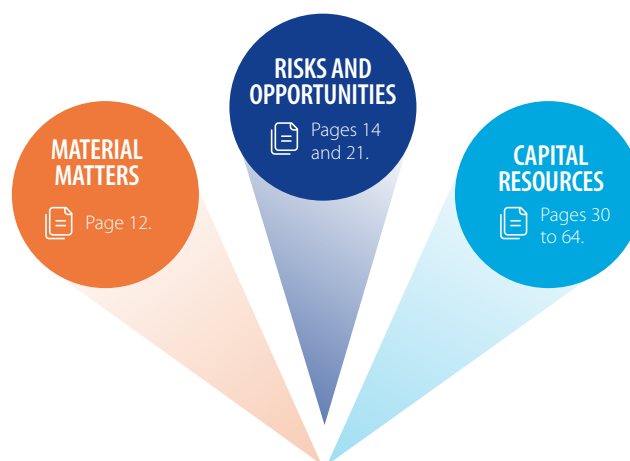 MATERIAL
MATTERS
Page 12.
RISKS AND
OPPORTUNITIES
Pages 14
and 21.
CAPITAL
RESOURCES
Pages 30
to 64.